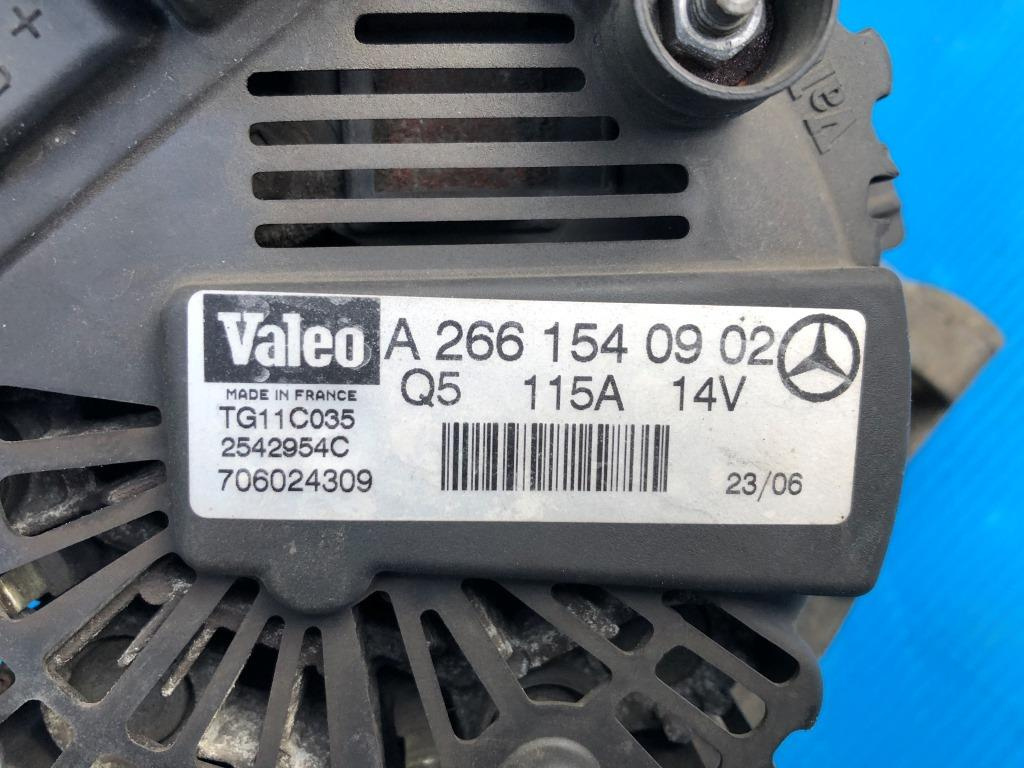 Valeo A 266 154 09 02
MADE IN FRANCE Q5 115A 14V
TG11C035
2542954C
706024309 23/06